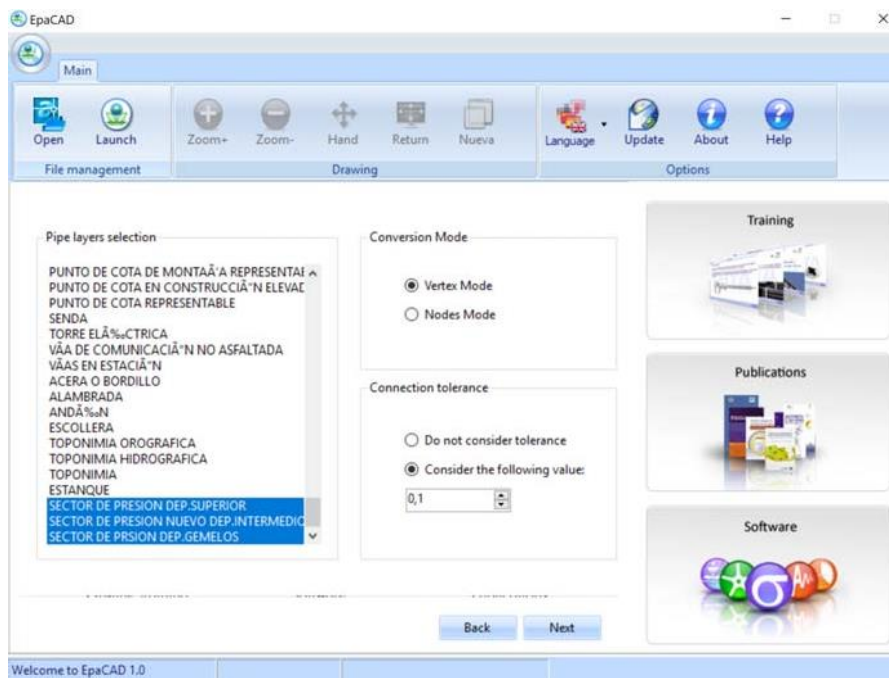 EpaCAD
Main
Open
Launch
Zoom+
Zoom-
Hand
Return
Nueva
Language
Update
About
Help
File management
Drawing
Options
Pipe layers selection
PUNTO DE COTA DE MONTAÃ'A REPRESENTAE
PUNTO DE COTA EN CONSTRUCCIÃ"N ELEVAD
PUNTO DE COTA REPRESENTABLE
SENDA
TORRE ELÃ‰CTRICA
VÃA DE COMUNICACIÃ"N NO ASFALTADA
VÃAS EN ESTACIÃ"N
ACERA O BORDILLO
ALAMBRADA
ANDÃ‰N
ESCOLLERA
TOPONIMIA OROGRAFICA
TOPONIMIA HIDROGRAFICA
TOPONIMIA
ESTANQUE
SECTOR DE PRESION DEP.SUPERIOR
SECTOR DE PRESION NUEVO DEP.INTERMEDIO
SECTOR DE PRSION DEP.GEMELOS
Conversion Mode
Vertex Mode
Nodes Mode
Connection tolerance
Do not consider tolerance
Consider the following value:
0,1
Training
Publications
Software
Back
Next
Welcome to EpaCAD 1.0